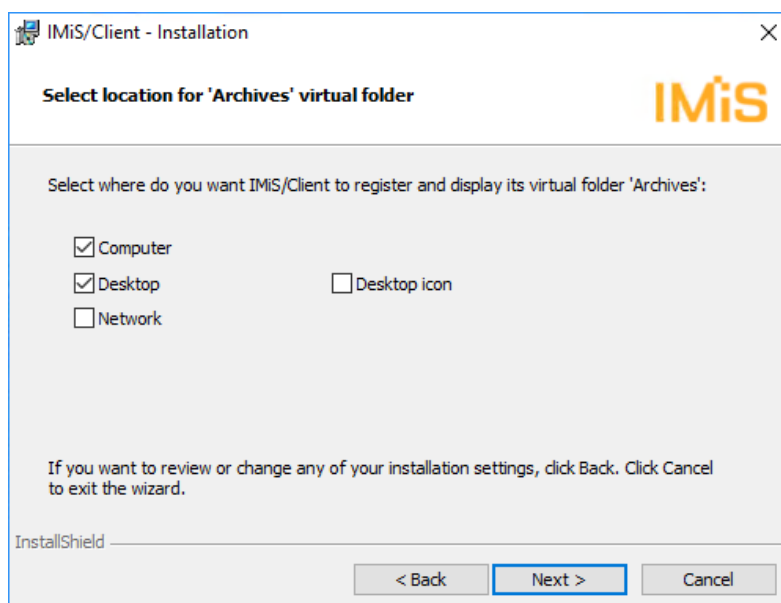 IMiS/Client - Installation
Select location for 'Archives' virtual folder
IMiS
Select where do you want IMiS/Client to register and display its virtual folder 'Archives':
Computer
Desktop
Desktop icon
Network
If you want to review or change any of your installation settings, click Back. Click Cancel
to exit the wizard.
InstallShield
< Back
Next >
Cancel